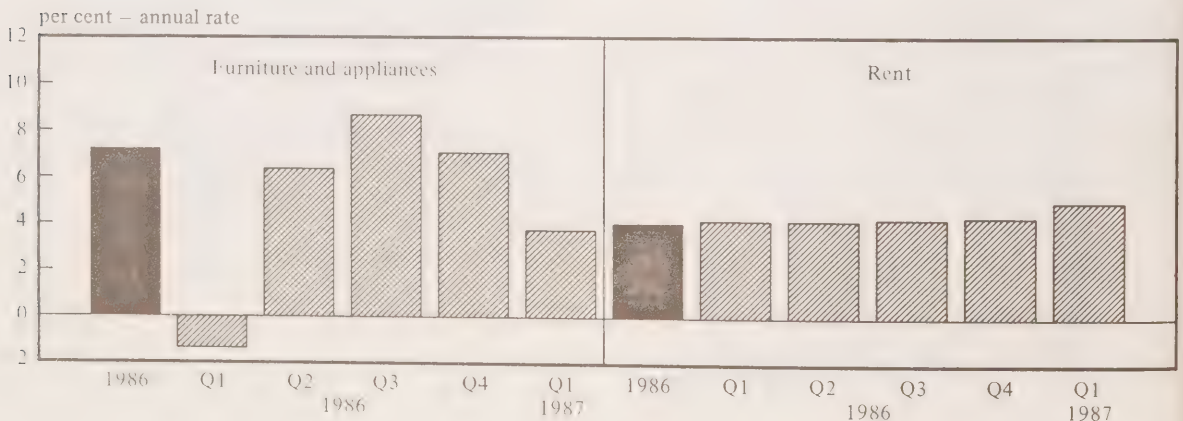 per cent – annual rate
12
Furniture and appliances
Rent
10
8
6
4
2
0
2
1986 Q1 Q2 Q3 Q4 Q1 1986 Q1 Q2 Q3 Q4 Q1
1986 1987 1986 1987